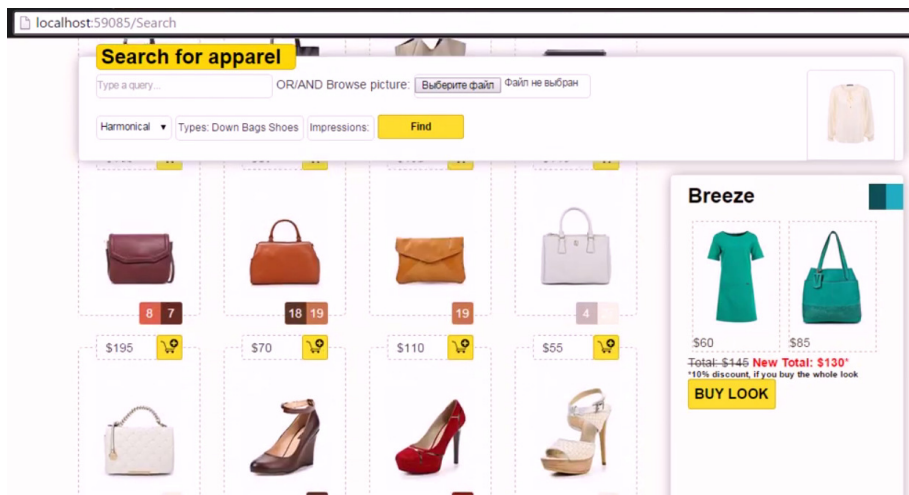 localhost:59085/Search
Search for apparel
Type a query...
OR/AND Browse picture: Выберите файл Файл не выбран
Harmonical ▼ Types: Down Bags Shoes Impressions: Find
Breeze
8 7
18 19
19
4
$60
$85
$195
$70
$110
$55
Total: $145 New Total: $130*
*10% discount, if you buy the whole look
BUY LOOK